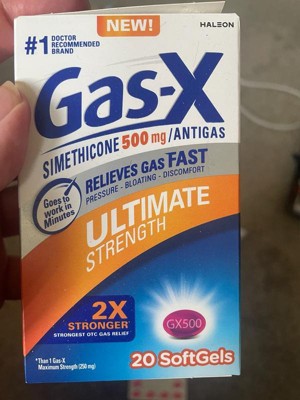 NEW!
HALEON
#1 DOCTOR
RECOMMENDED
BRAND
Gas-X
SIMETHICONE 500 mg/ANTIGAS
Goes to
work in
Minutes
RELIEVES GAS FAST
PRESSURE - BLOATING - DISCOMFORT
ULTIMATE
STRENGTH
2X
STRONGER*
STRONGEST OTC GAS RELIEF
GX500
*Than 1 Gas-X
Maximum Strength (250 mg)
20 SoftGels